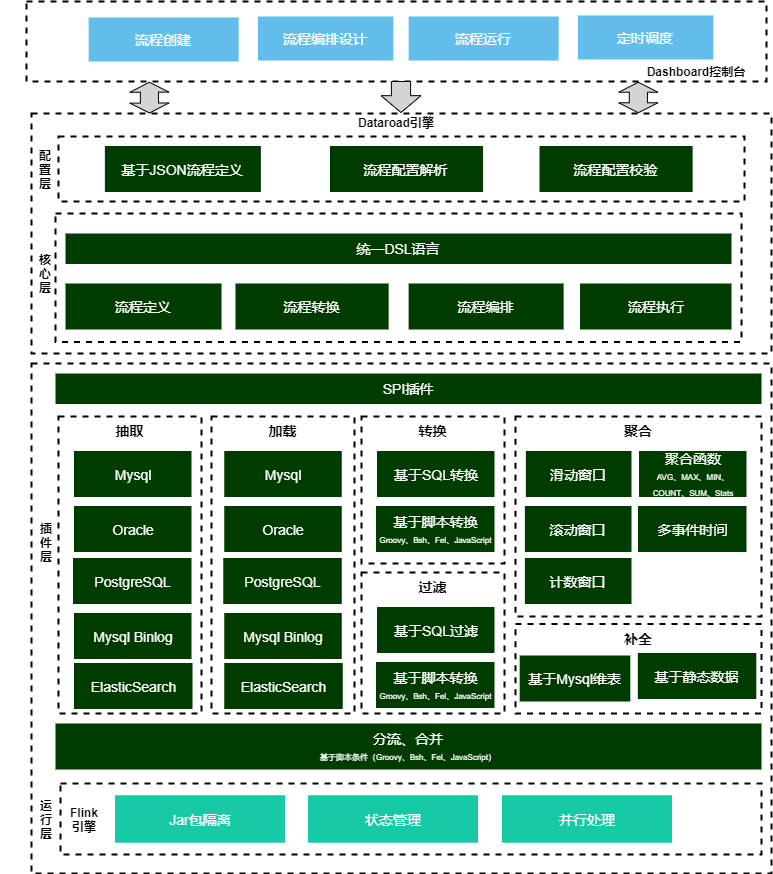 流程创建
流程编排设计
流程运行
定时调度
Dashboard控制台
Dataroad引擎
配置层
基于JSON流程定义
流程配置解析
流程配置校验
核心层
统一DSL语言
流程定义
流程转换
流程编排
流程执行
插件层
SPI插件
抽取
Mysql
Oracle
PostgreSQL
Mysql Binlog
ElasticSearch
加载
Mysql
Oracle
PostgreSQL
Mysql Binlog
ElasticSearch
转换
基于SQL转换
基于脚本转换
Groovy、Bsh、Fel、JavaScript
过滤
基于SQL过滤
基于脚本转换
Groovy、Bsh、Fel、JavaScript
聚合
滑动窗口
聚合函数
AVG、MAX、MIN、
COUNT、SUM、Stats
滚动窗口
多事件时间
计数窗口
补全
基于Mysql维表
基于静态数据
分流、合并
基于脚本条件（Groovy、Bsh、Fel、JavaScript）
运行层
Flink
引擎
Jar包隔离
状态管理
并行处理